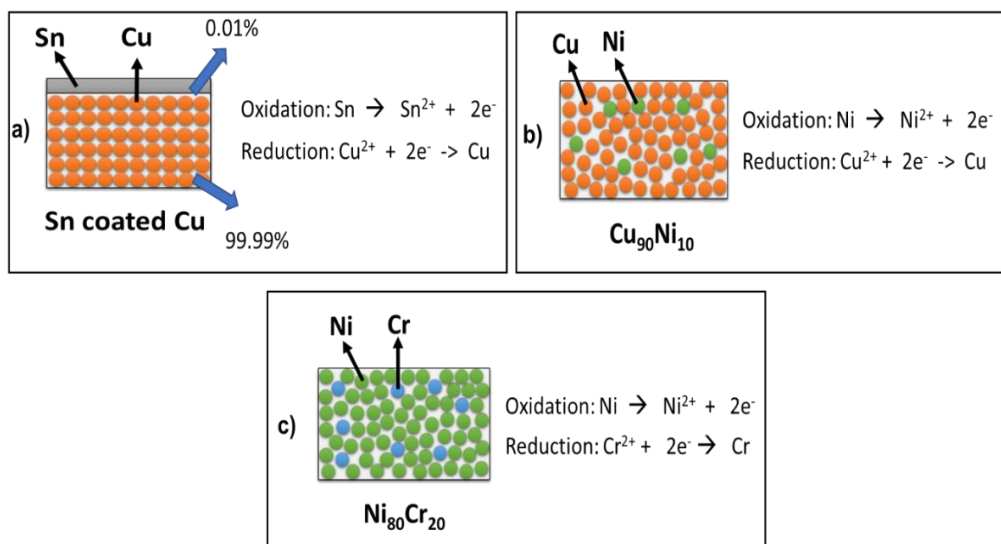 0.01%
Sn Cu
a)
Oxidation: Sn → Sn²⁺ + 2e⁻
Reduction: Cu²⁺ + 2e⁻ -> Cu
Sn coated Cu
99.99%
Cu Ni
b)
Oxidation: Ni → Ni²⁺ + 2e⁻
Reduction: Cu²⁺ + 2e⁻ -> Cu
Cu₉₀Ni₁₀
Ni Cr
c)
Oxidation: Ni → Ni²⁺ + 2e⁻
Reduction: Cr²⁺ + 2e⁻ → Cr
Ni₈₀Cr₂₀